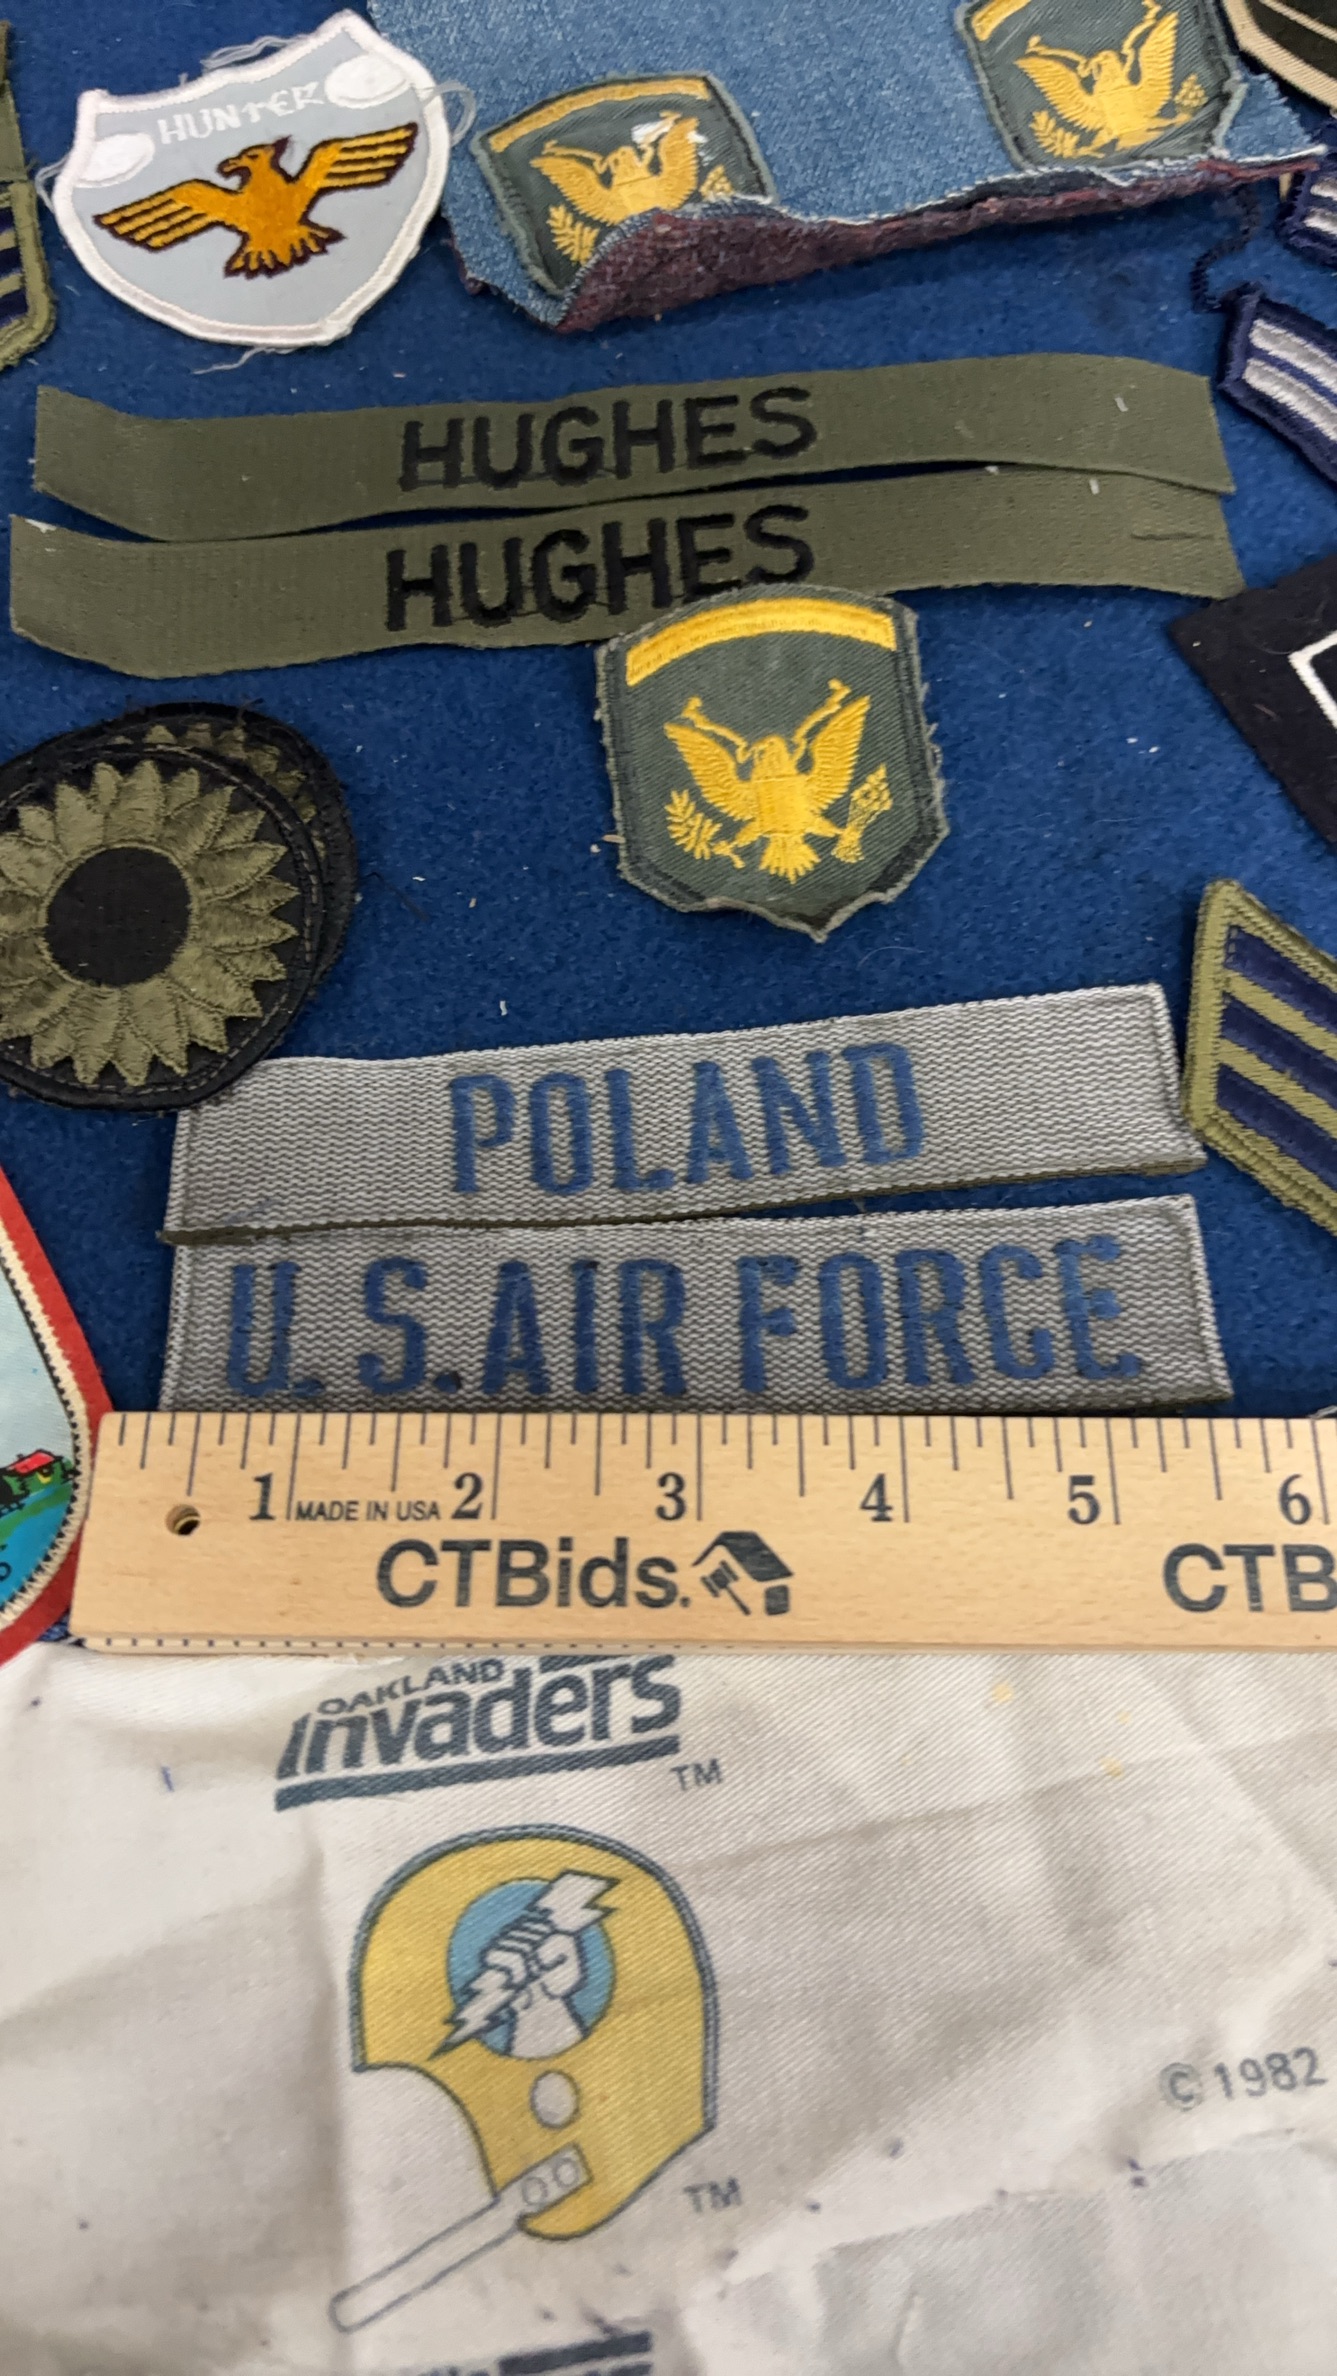 HUNTER
HUGHES
HUGHES
POLAND
U.S. AIR FORCE
1 MADE IN USA 2 3 4 5 6
CTBids. CTB
OAKLAND
invaders
TM
© 1982
TM